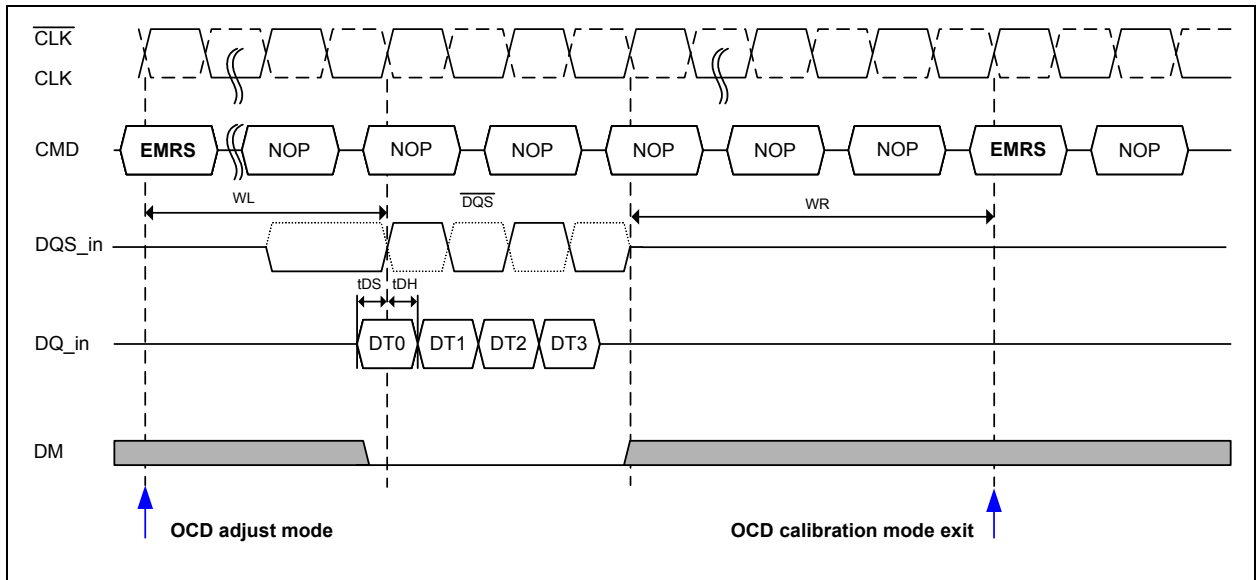 CLK
CLK
CMD
EMRS NOP NOP NOP NOP NOP NOP EMRS NOP
WL DQS WR
DQS_in
tDS tDH
DQ_in
DT0 DT1 DT2 DT3
DM
OCD adjust mode OCD calibration mode exit